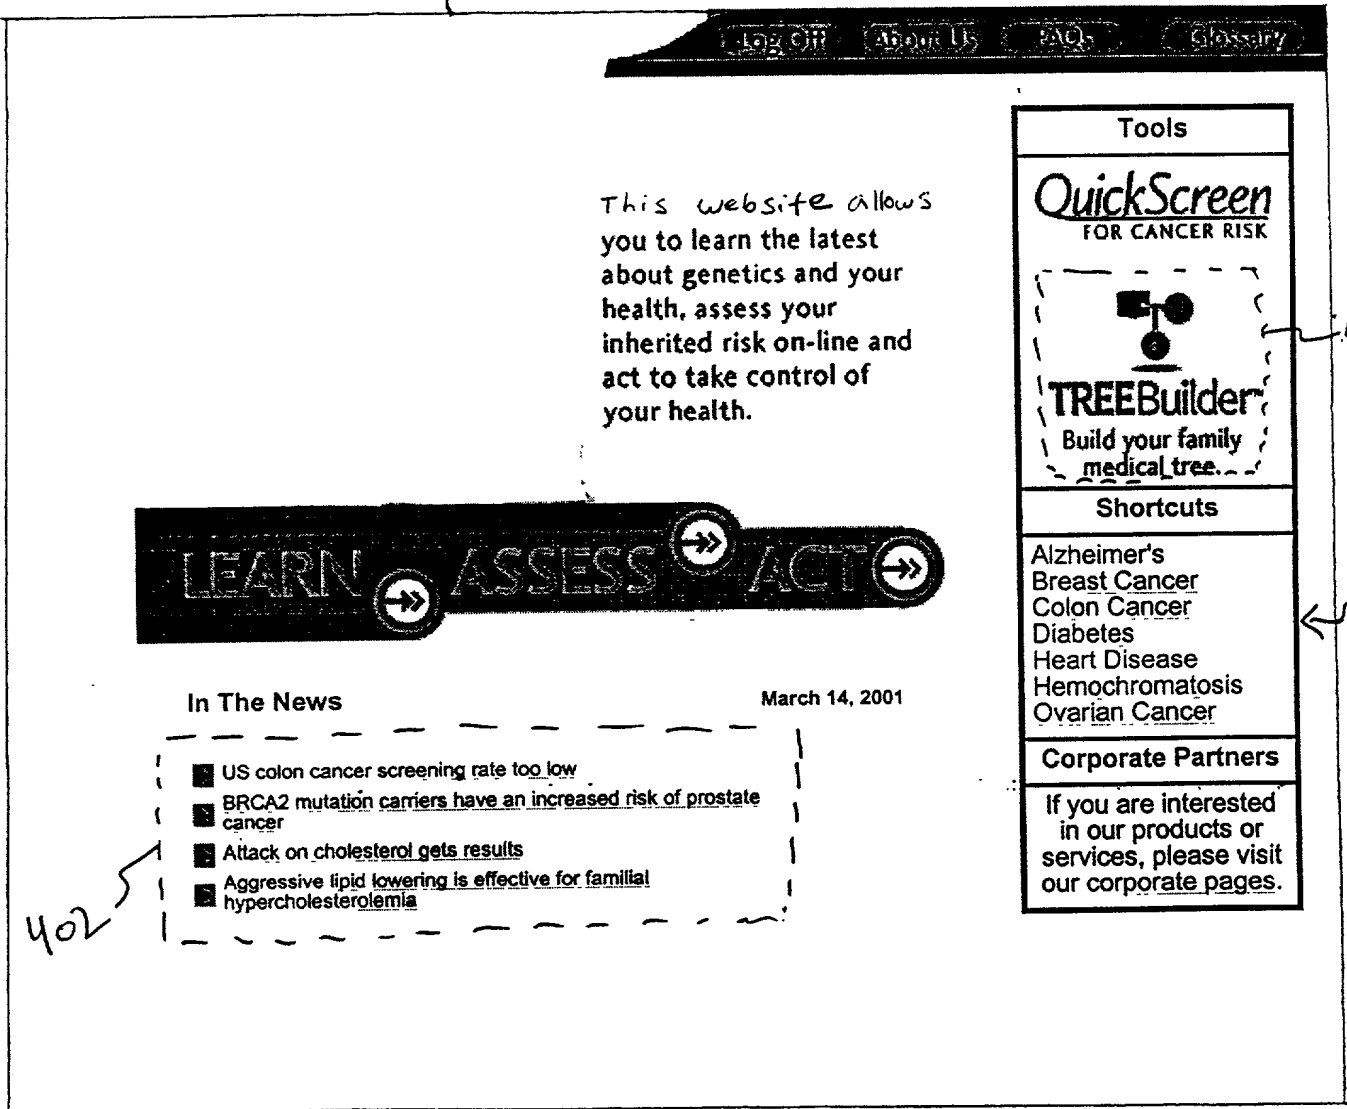 Log Off About Us FAQs Glossary
This website allows
you to learn the latest
about genetics and your
health, assess your
inherited risk on-line and
act to take control of
your health.
LEARN ASSESS ACT
In The News March 14, 2001
US colon cancer screening rate too low
BRCA2 mutation carriers have an increased risk of prostate
cancer
Attack on cholesterol gets results
Aggressive lipid lowering is effective for familial
hypercholesterolemia
402
Tools
QuickScreen
FOR CANCER RISK
TREEBuilder™
Build your family
medical tree.
Shortcuts
Alzheimer's
Breast Cancer
Colon Cancer
Diabetes
Heart Disease
Hemochromatosis
Ovarian Cancer
Corporate Partners
If you are interested
in our products or
services, please visit
our corporate pages.